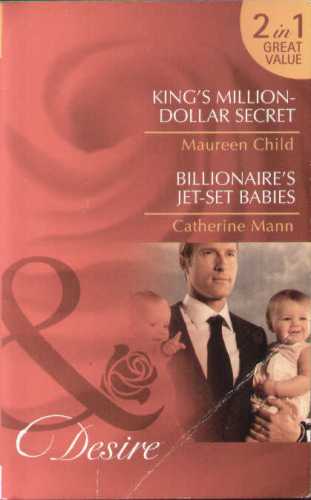 2 in 1
GREAT
VALUE
KING'S MILLION-
DOLLAR SECRET
Maureen Child
BILLIONAIRE'S
JET-SET BABIES
Catherine Mann
&
Desire